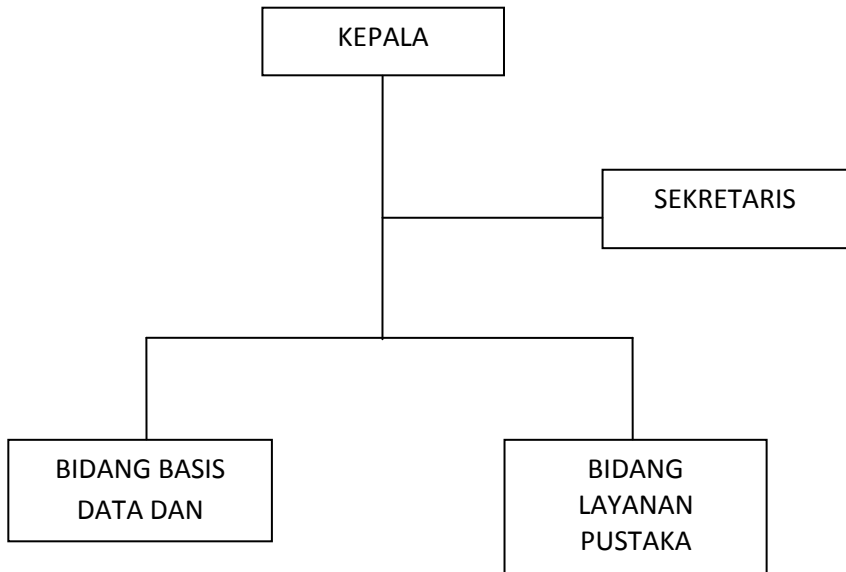 KEPALA
SEKRETARIS
BIDANG BASIS
DATA DAN
BIDANG
LAYANAN
PUSTAKA